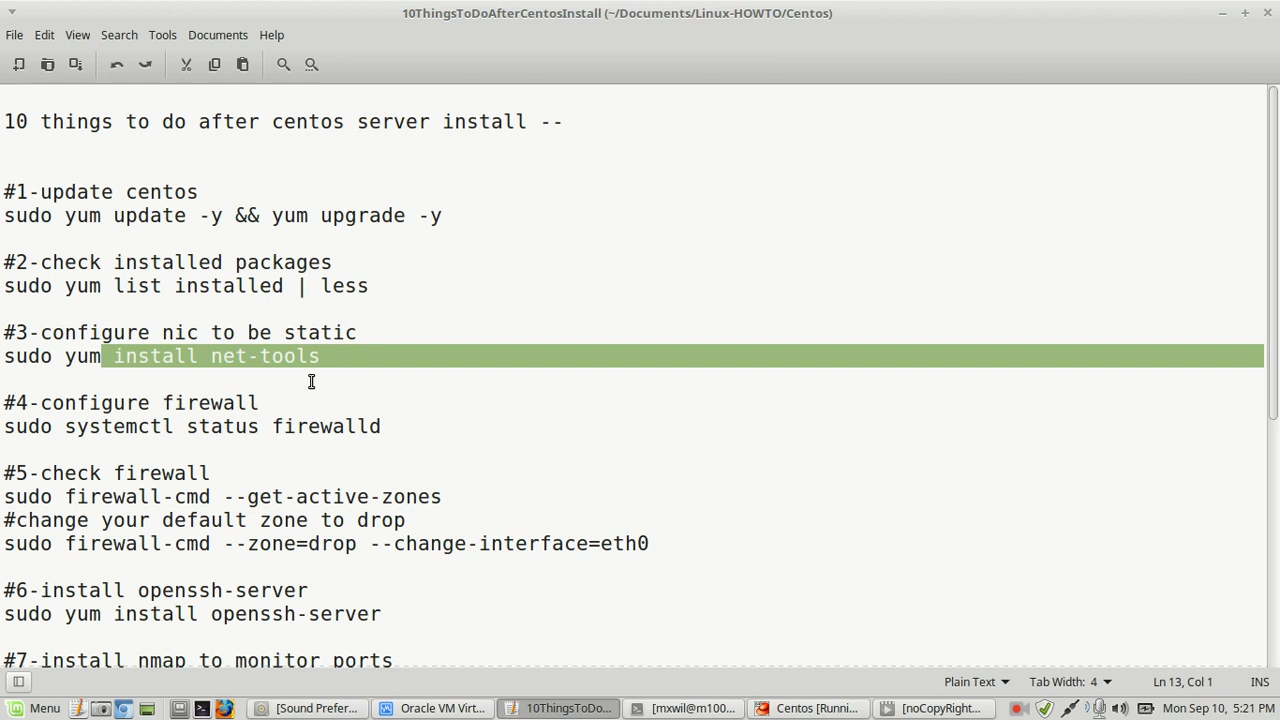 10ThingsToDoAfterCentosInstall (~/Documents/Linux-HOWTO/Centos)
File Edit View Search Tools Documents Help
10 things to do after centos server install --
#1-update centos
sudo yum update -y && yum upgrade -y
#2-check installed packages
sudo yum list installed | less
#3-configure nic to be static
sudo yum install net-tools
#4-configure firewall
sudo systemctl status firewalld
#5-check firewall
sudo firewall-cmd --get-active-zones
#change your default zone to drop
sudo firewall-cmd --zone=drop --change-interface=eth0
#6-install openssh-server
sudo yum install openssh-server
#7-install nmap to monitor ports
Plain Text Tab Width: 4 Ln 13, Col 1 INS
Menu [Sound Prefer... Oracle VM Virt... 10ThingsToDo... [mxwil@m100... Centos [Runni... [noCopyRight... Mon Sep 10, 5:21 PM